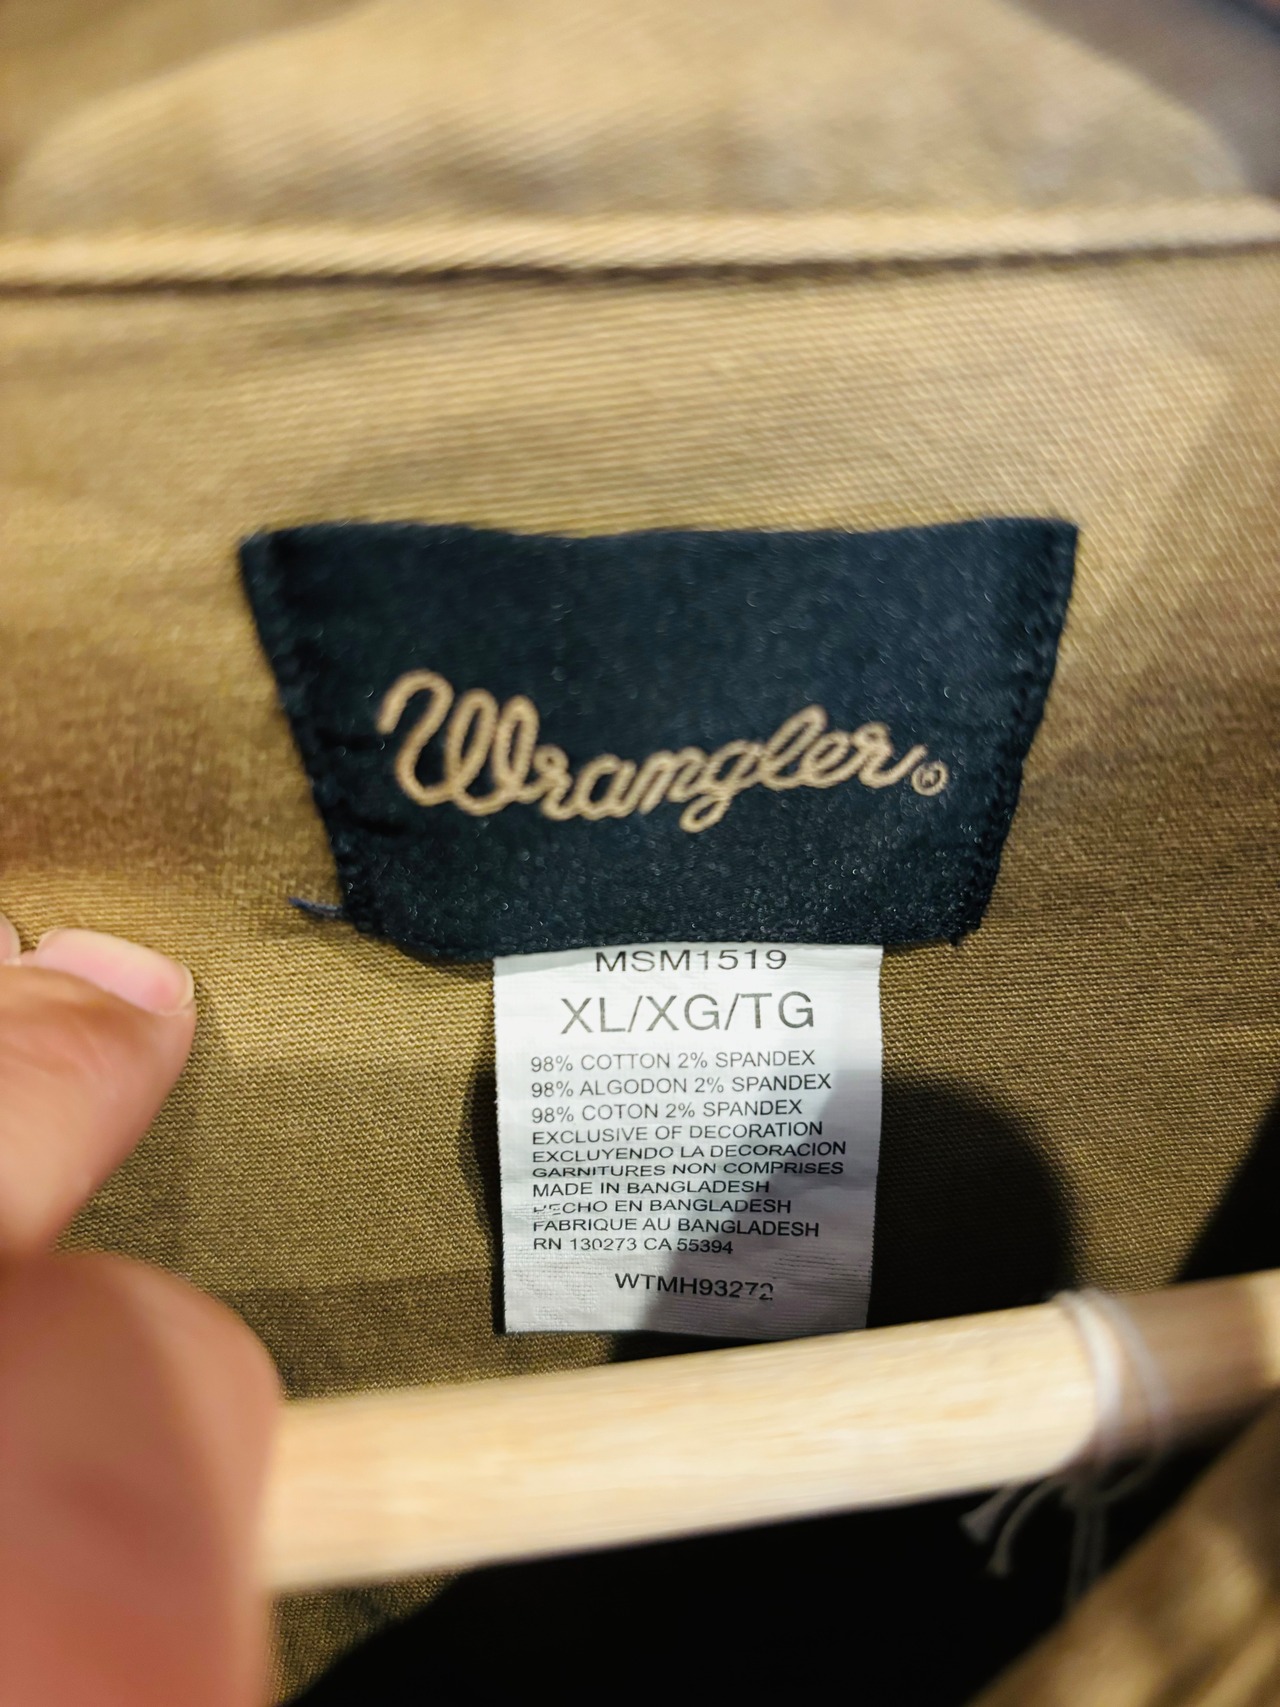 Wrangler®
MSM1519
XL/XG/TG
98% COTTON 2% SPANDEX
98% ALGODON 2% SPANDEX
98% COTON 2% SPANDEX
EXCLUSIVE OF DECORATION
EXCLUYENDO LA DECORACION
GARNITURES NON COMPRISES
MADE IN BANGLADESH
HECHO EN BANGLADESH
FABRIQUE AU BANGLADESH
RN 130273 CA 55394
WTMH93272